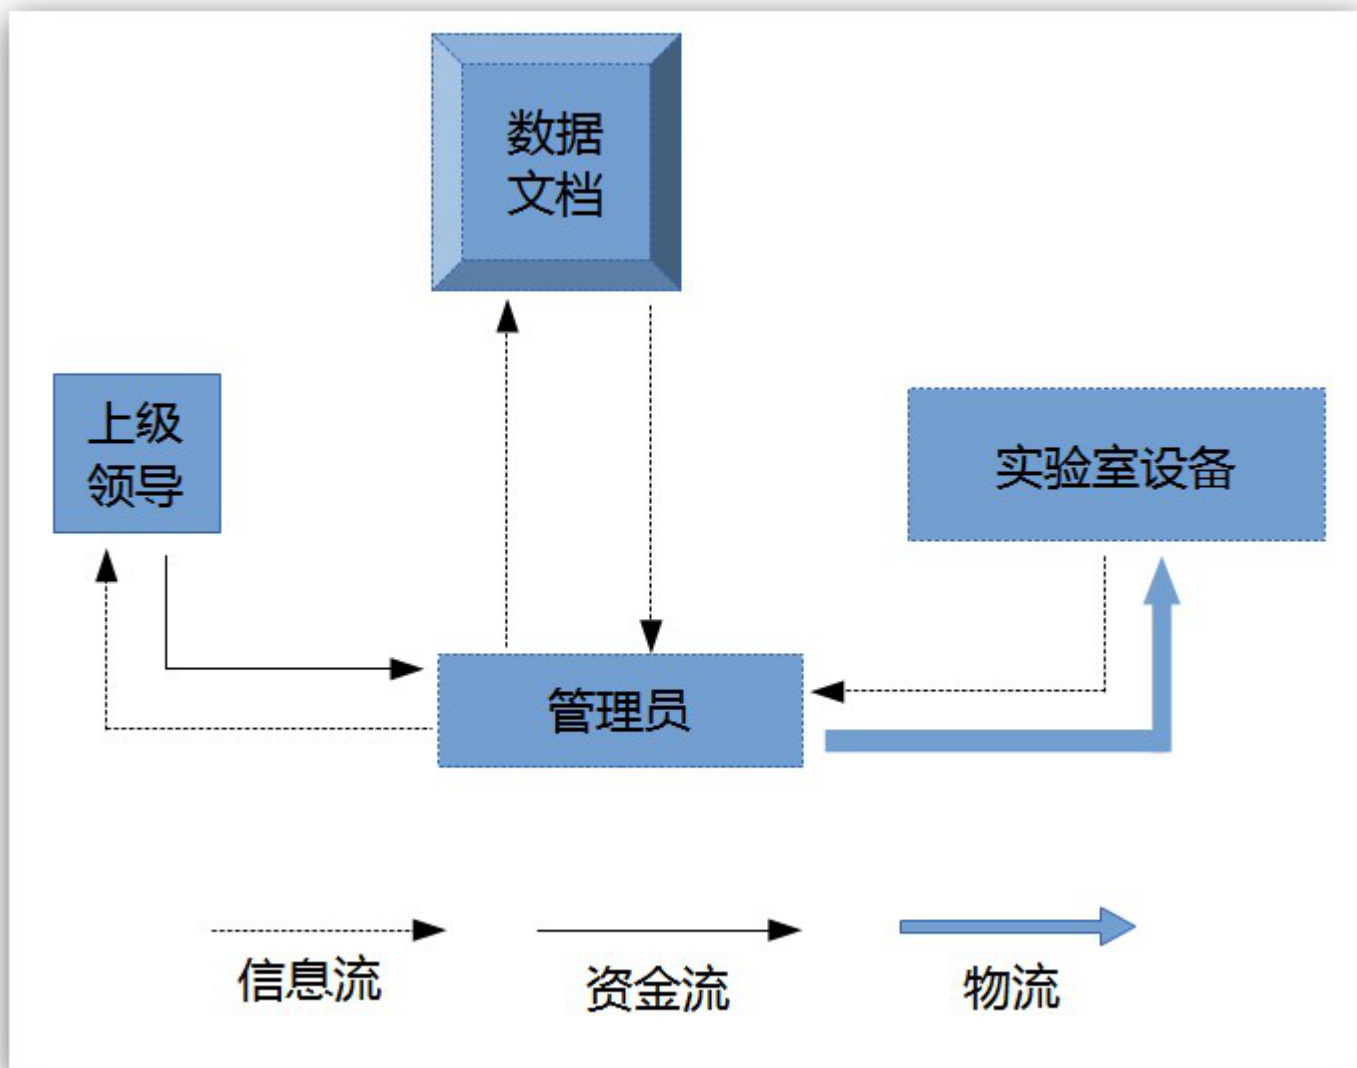 数据
文档
上级
领导
实验室设备
管理员
信息流
资金流
物流